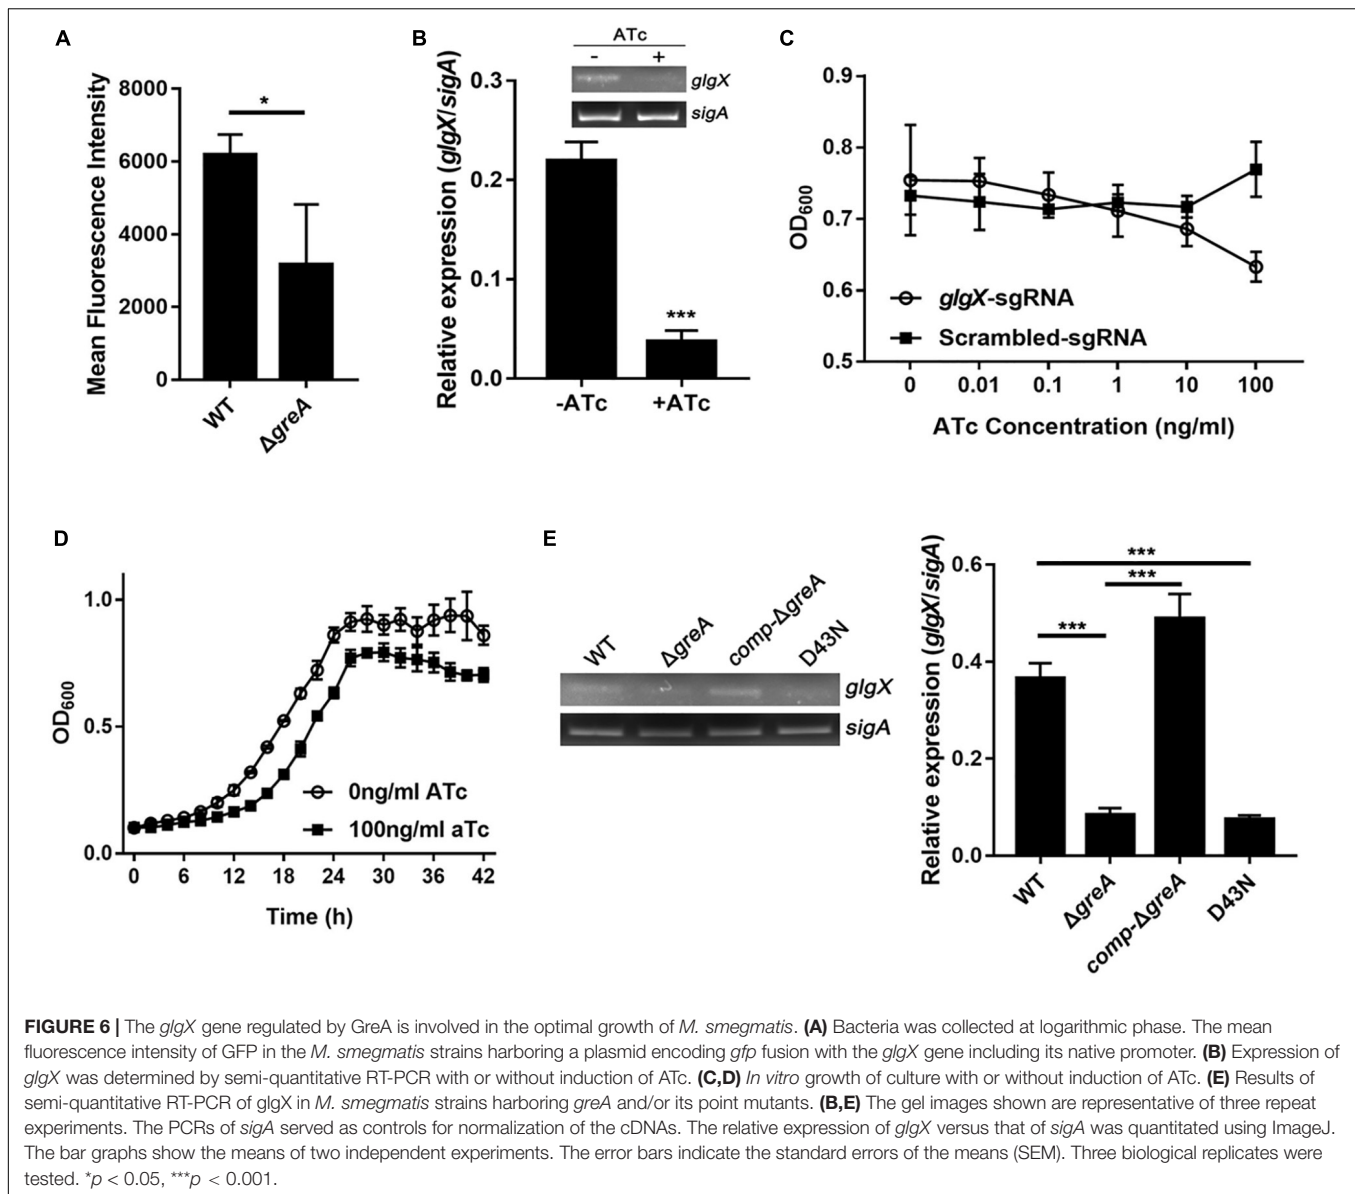 A
Mean Fluorescence Intensity
8000
6000
4000
2000
0
*
WT
ΔgreA
B
Relative expression (glgX/sigA)
0.3
0.2
0.1
0.0
ATc
- +
glgX
sigA
***
-ATc +ATc
C
OD600
0.9
0.8
0.7
0.6
0.5
glgX-sgRNA
Scrambled-sgRNA
0 0.01 0.1 1 10 100
ATc Concentration (ng/ml)
D
OD600
1.0
0.5
0.0
0ng/ml ATc
100ng/ml aTc
0 6 12 18 24 30 36 42
Time (h)
E
WT ΔgreA comp-ΔgreA D43N
glgX
sigA
Relative expression (glgX/sigA)
0.6
0.4
0.2
0.0
***
***
***
WT ΔgreA comp-ΔgreA D43N
FIGURE 6 | The glgX gene regulated by GreA is involved in the optimal growth of M. smegmatis. (A) Bacteria was collected at logarithmic phase. The mean
fluorescence intensity of GFP in the M. smegmatis strains harboring a plasmid encoding gfp fusion with the glgX gene including its native promoter. (B) Expression of
glgX was determined by semi-quantitative RT-PCR with or without induction of ATc. (C,D) In vitro growth of culture with or without induction of ATc. (E) Results of
semi-quantitative RT-PCR of glgX in M. smegmatis strains harboring greA and/or its point mutants. (B,E) The gel images shown are representative of three repeat
experiments. The PCRs of sigA served as controls for normalization of the cDNAs. The relative expression of glgX versus that of sigA was quantitated using ImageJ.
The bar graphs show the means of two independent experiments. The error bars indicate the standard errors of the means (SEM). Three biological replicates were
tested. *p < 0.05, ***p < 0.001.